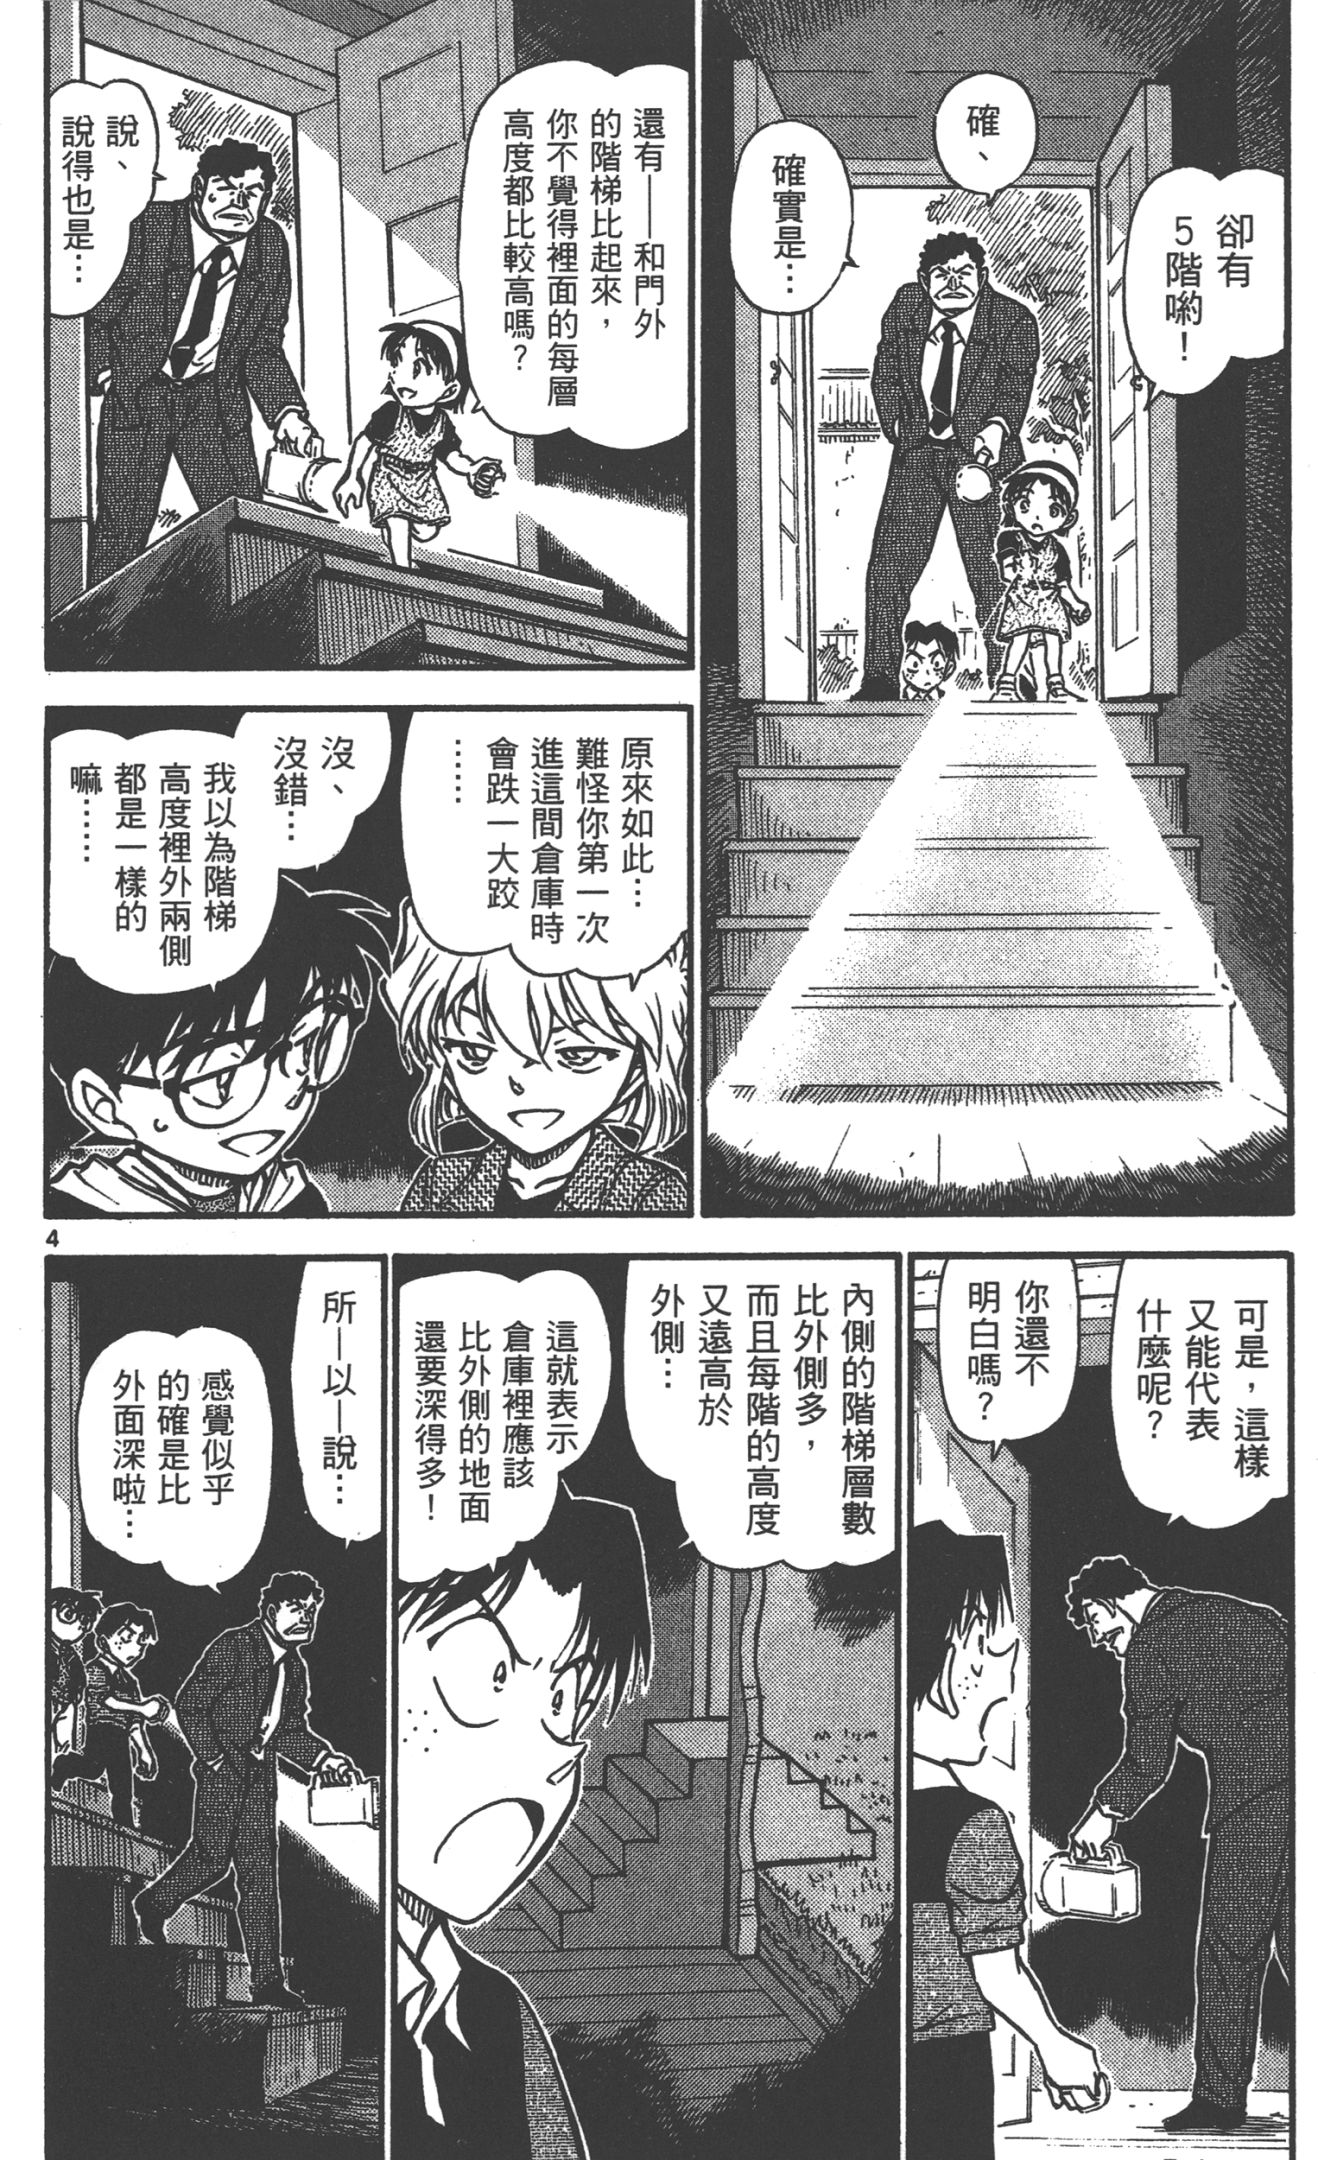 卻有
5階喲！
確、
確實是…
還有——和門外
的階梯比起來，
你不覺得裡面的每層
高度都比較高嗎？
說、
說得也是…
原來如此…
難怪你第一次
進這間倉庫時
會跌一大跤
……
沒、
沒錯…
我以為階梯
高度裡外兩側
都是一樣的
嘛……
4
可是，這樣
又能代表
什麼呢？
你還不
明白嗎？
內側的階梯層數
比外側多，
而且每階的高度
又遠高於
外側…
這就表示
倉庫裡應該
比外側的地面
還要深得多！
所—以—說…
感覺似乎
的確是比
外面深啦…